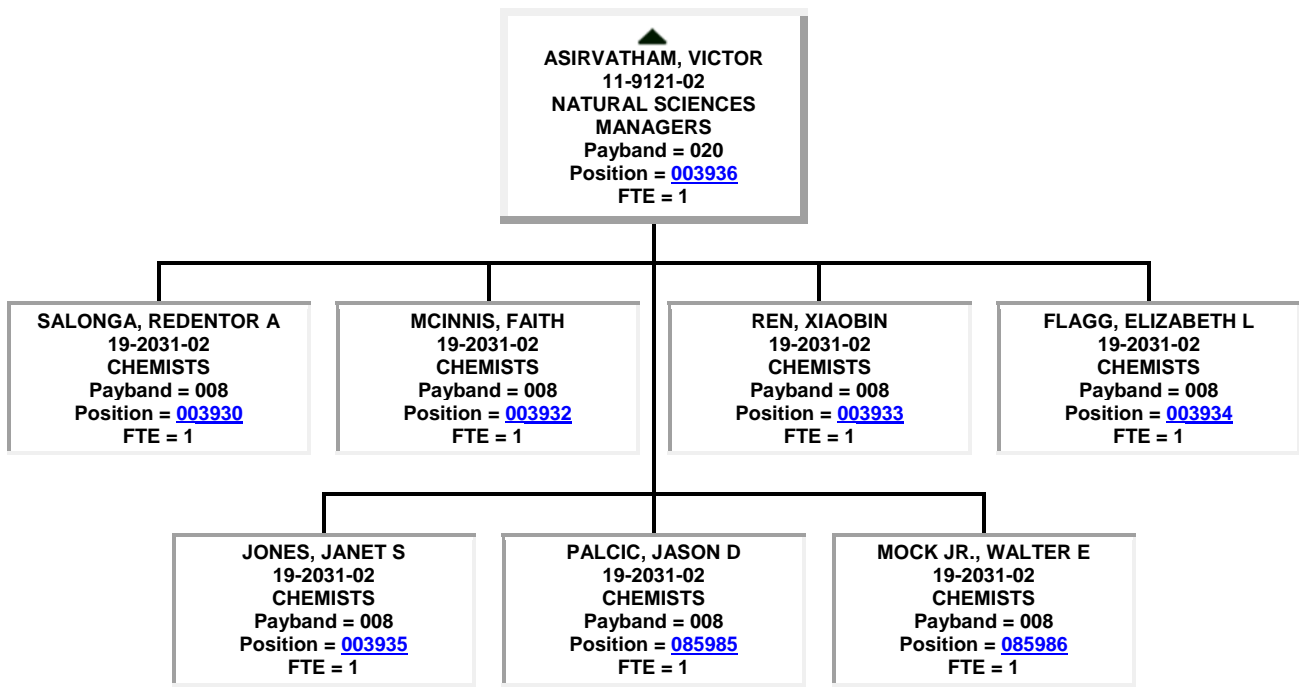 ASIRVATHAM, VICTOR
11-9121-02
NATURAL SCIENCES
MANAGERS
Payband = 020
Position = 003936
FTE = 1
SALONGA, REDENTOR A
19-2031-02
CHEMISTS
Payband = 008
Position = 003930
FTE = 1
MCINNIS, FAITH
19-2031-02
CHEMISTS
Payband = 008
Position = 003932
FTE = 1
REN, XIAOBIN
19-2031-02
CHEMISTS
Payband = 008
Position = 003933
FTE = 1
FLAGG, ELIZABETH L
19-2031-02
CHEMISTS
Payband = 008
Position = 003934
FTE = 1
JONES, JANET S
19-2031-02
CHEMISTS
Payband = 008
Position = 003935
FTE = 1
PALCIC, JASON D
19-2031-02
CHEMISTS
Payband = 008
Position = 085985
FTE = 1
MOCK JR., WALTER E
19-2031-02
CHEMISTS
Payband = 008
Position = 085986
FTE = 1